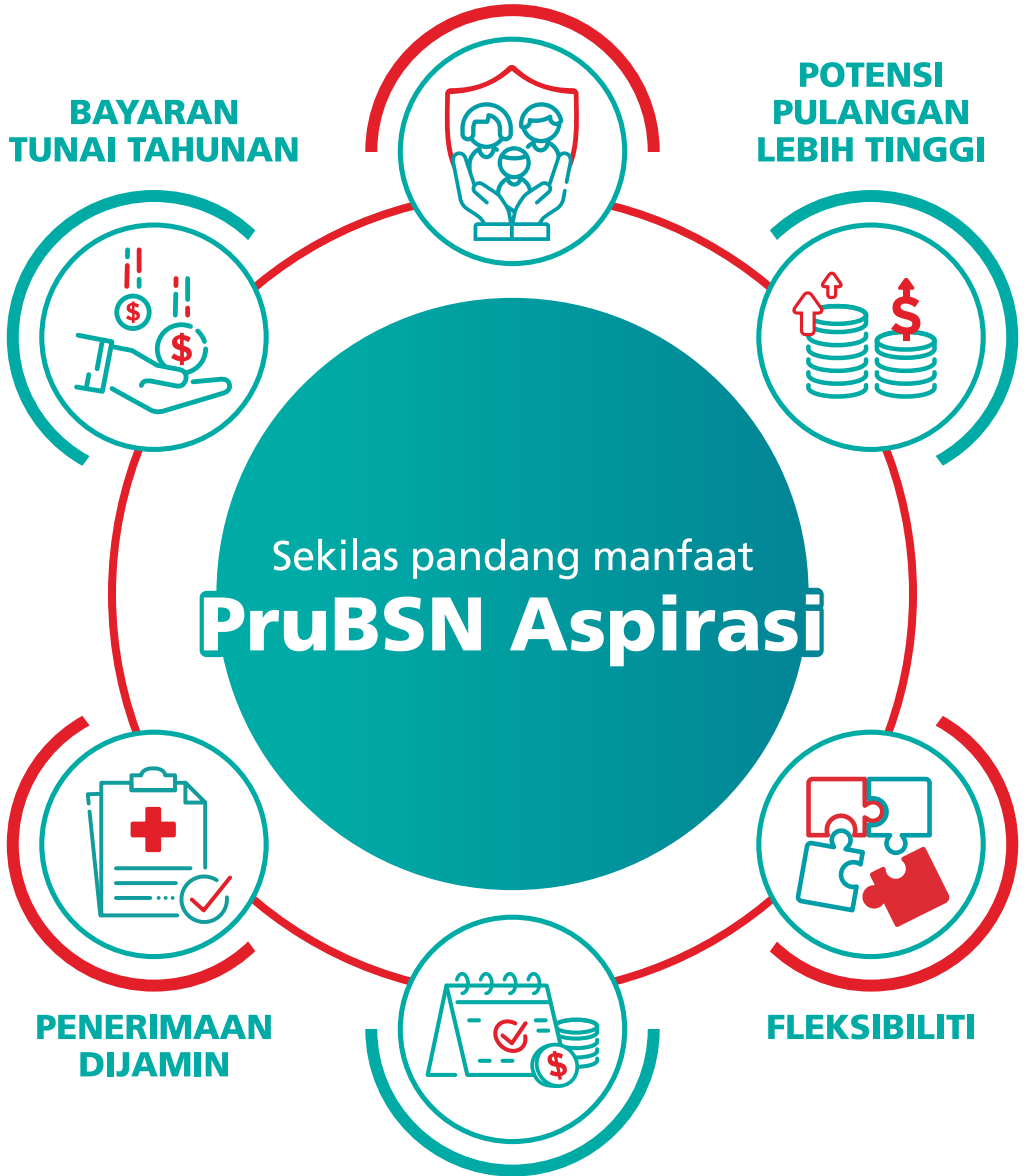 BAYARAN
TUNAI TAHUNAN
POTENSI
PULANGAN
LEBIH TINGGI
$
$
$
Sekilas pandang manfaat
PruBSN Aspirasi
PENERIMAAN
DIJAMIN
$
FLEKSIBILITI